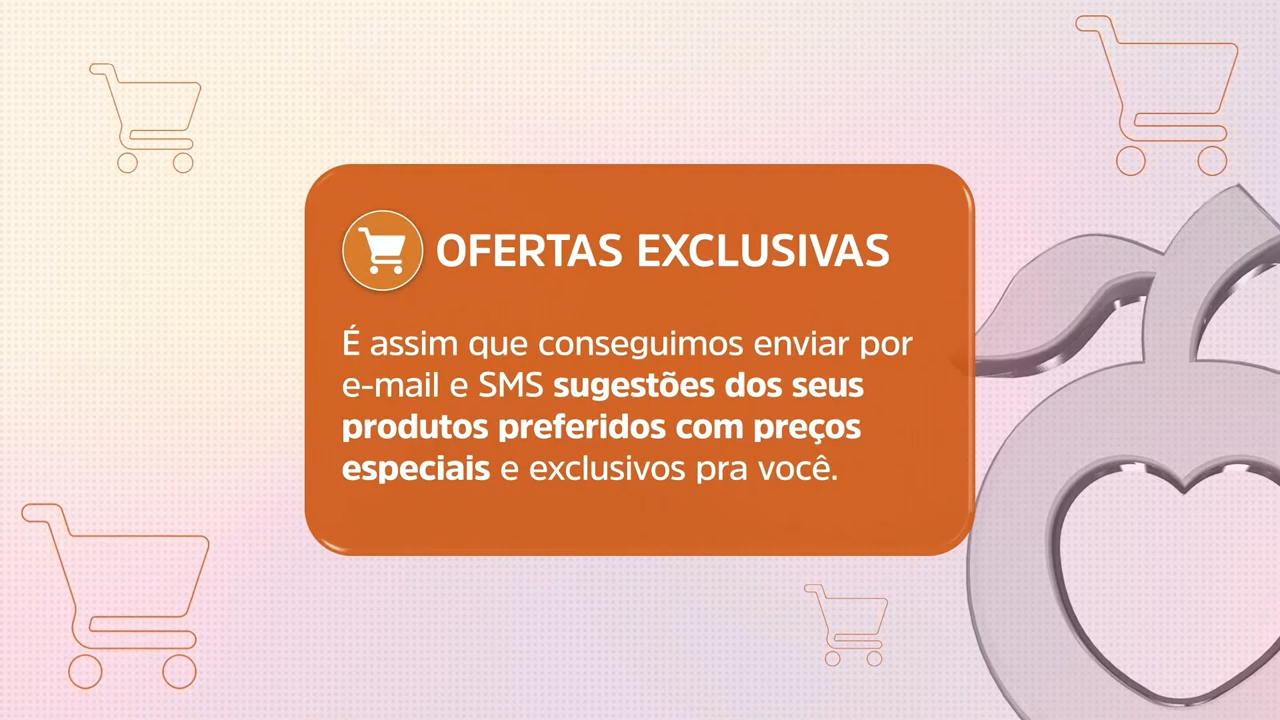 OFERTAS EXCLUSIVAS
É assim que conseguimos enviar por
e-mail e SMS sugestões dos seus
produtos preferidos com preços
especiais e exclusivos pra você.